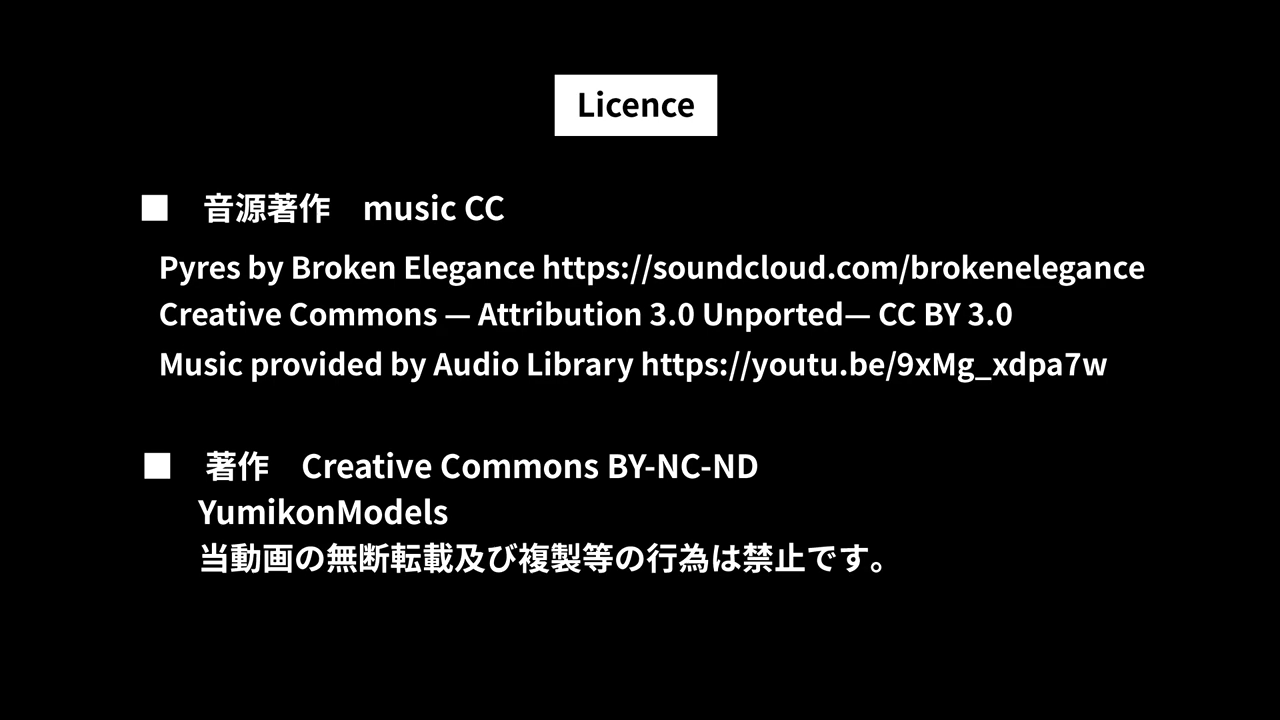 Licence
■　音源著作　music CC
Pyres by Broken Elegance https://soundcloud.com/brokenelegance
Creative Commons — Attribution 3.0 Unported— CC BY 3.0
Music provided by Audio Library https://youtu.be/9xMg_xdpa7w
■　著作　Creative Commons BY-NC-ND
YumikonModels
当動画の無断転載及び複製等の行為は禁止です。